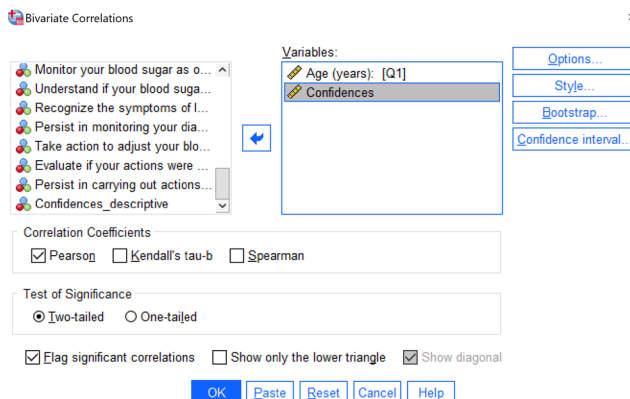 Bivariate Correlations
Variables:
Monitor your blood sugar as o...
Understand if your blood suga...
Recognize the symptoms of l...
Persist in monitoring your dia...
Take action to adjust your blo...
Evaluate if your actions were ...
Persist in carrying out actions...
Confidences_descriptive
Age (years): [Q1]
Confidences
Options...
Style...
Bootstrap...
Confidence interval...
Correlation Coefficients
Pearson Kendall's tau-b Spearman
Test of Significance
Two-tailed One-tailed
Flag significant correlations Show only the lower triangle Show diagonal
OK Paste Reset Cancel Help